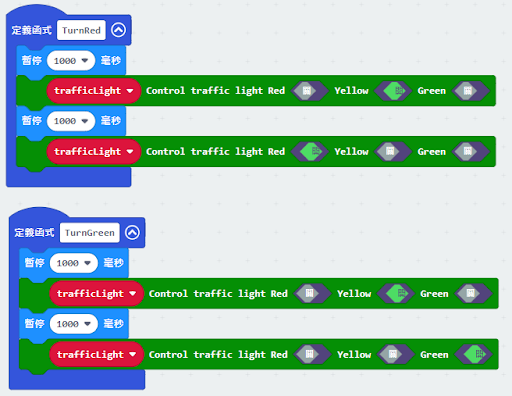 定義函式 TurnRed
暫停 1000 毫秒
trafficLight Control traffic light Red Yellow Green
暫停 1000 毫秒
trafficLight Control traffic light Red Yellow Green
定義函式 TurnGreen
暫停 1000 毫秒
trafficLight Control traffic light Red Yellow Green
暫停 1000 毫秒
trafficLight Control traffic light Red Yellow Green